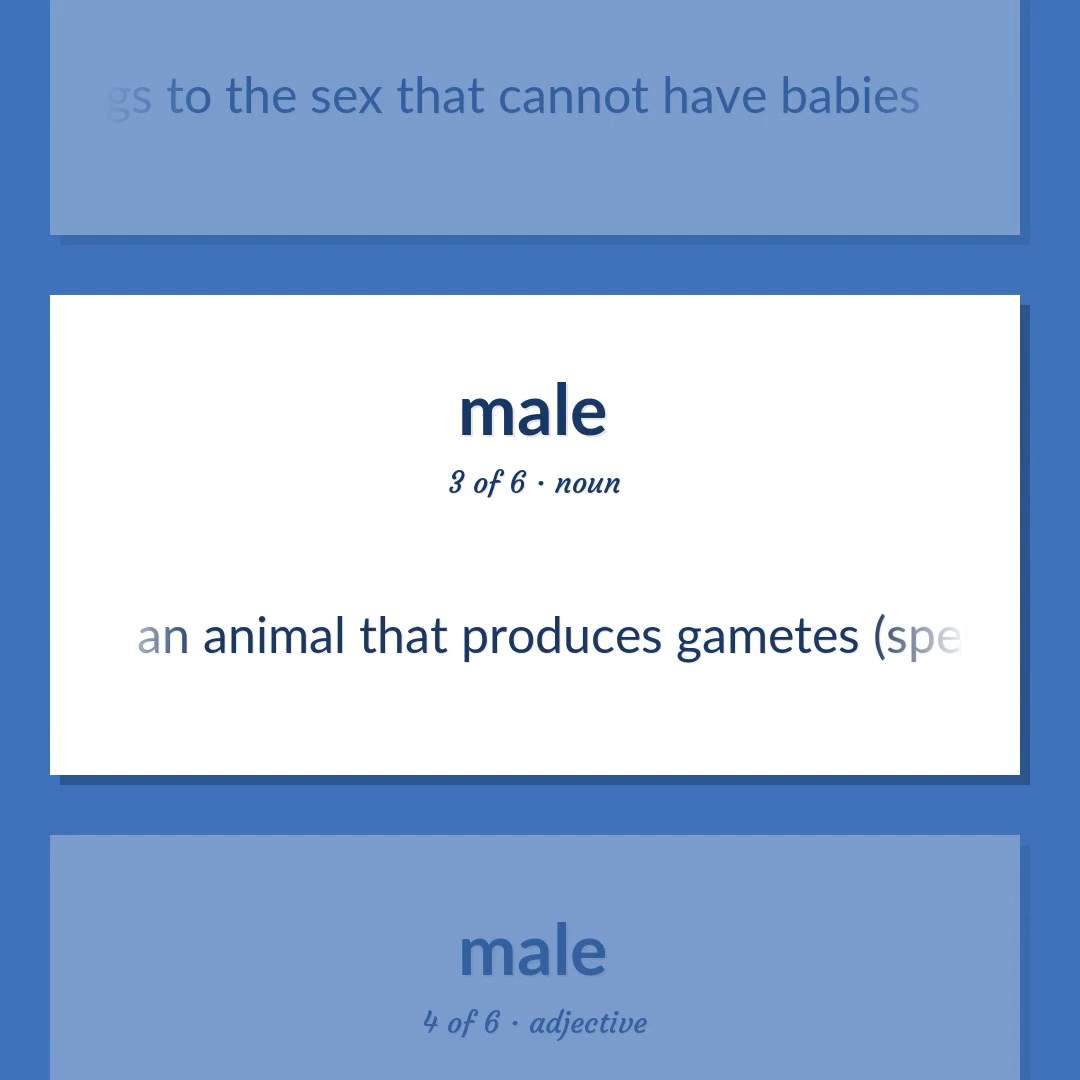 gs to the sex that cannot have babies
male
3 of 6 · noun
an animal that produces gametes (spe
male
4 of 6 · adjective